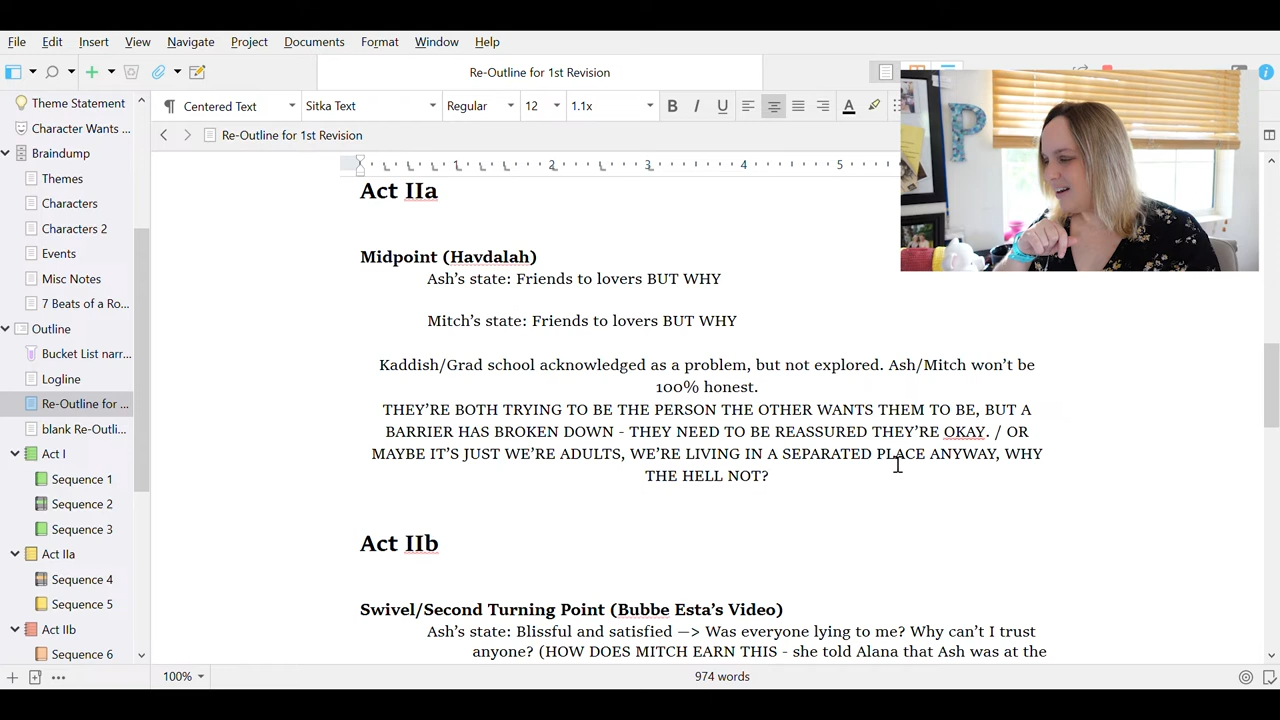 File Edit Insert View Navigate Project Documents Format Window Help
Re-Outline for 1st Revision
Theme Statement
Character Wants ...
Braindump
Themes
Characters
Characters 2
Events
Misc Notes
7 Beats of a Ro...
Outline
Bucket List narr...
Logline
Re-Outline for ...
blank Re-Outli...
Act I
Sequence 1
Sequence 2
Sequence 3
Act IIa
Sequence 4
Sequence 5
Act IIb
Sequence 6
Centered Text Sitka Text Regular 12 1.1x B I U A
Re-Outline for 1st Revision
1 2 3 4 5
Act IIa
Midpoint (Havdalah)
Ash's state: Friends to lovers BUT WHY
Mitch's state: Friends to lovers BUT WHY
Kaddish/Grad school acknowledged as a problem, but not explored. Ash/Mitch won't be
100% honest.
THEY'RE BOTH TRYING TO BE THE PERSON THE OTHER WANTS THEM TO BE, BUT A
BARRIER HAS BROKEN DOWN - THEY NEED TO BE REASSURED THEY'RE OKAY. / OR
MAYBE IT'S JUST WE'RE ADULTS, WE'RE LIVING IN A SEPARATED PLACE ANYWAY, WHY
THE HELL NOT?
Act IIb
Swivel/Second Turning Point (Bubbe Esta's Video)
Ash's state: Blissful and satisfied —> Was everyone lying to me? Why can't I trust
anyone? (HOW DOES MITCH EARN THIS - she told Alana that Ash was at the
P
100% 974 words